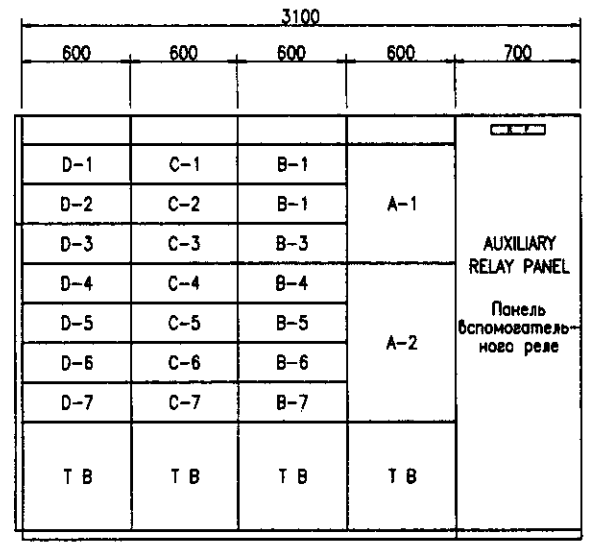 3100
600 600 600 600 700
D-1 C-1 B-1
D-2 C-2 B-1 A-1
D-3 C-3 B-3
D-4 C-4 B-4
D-5 C-5 B-5
A-2
D-6 C-6 B-6
D-7 C-7 B-7
T B T B T B T B
AUXILIARY
RELAY PANEL
Панель
вспомогатель-
ного реле